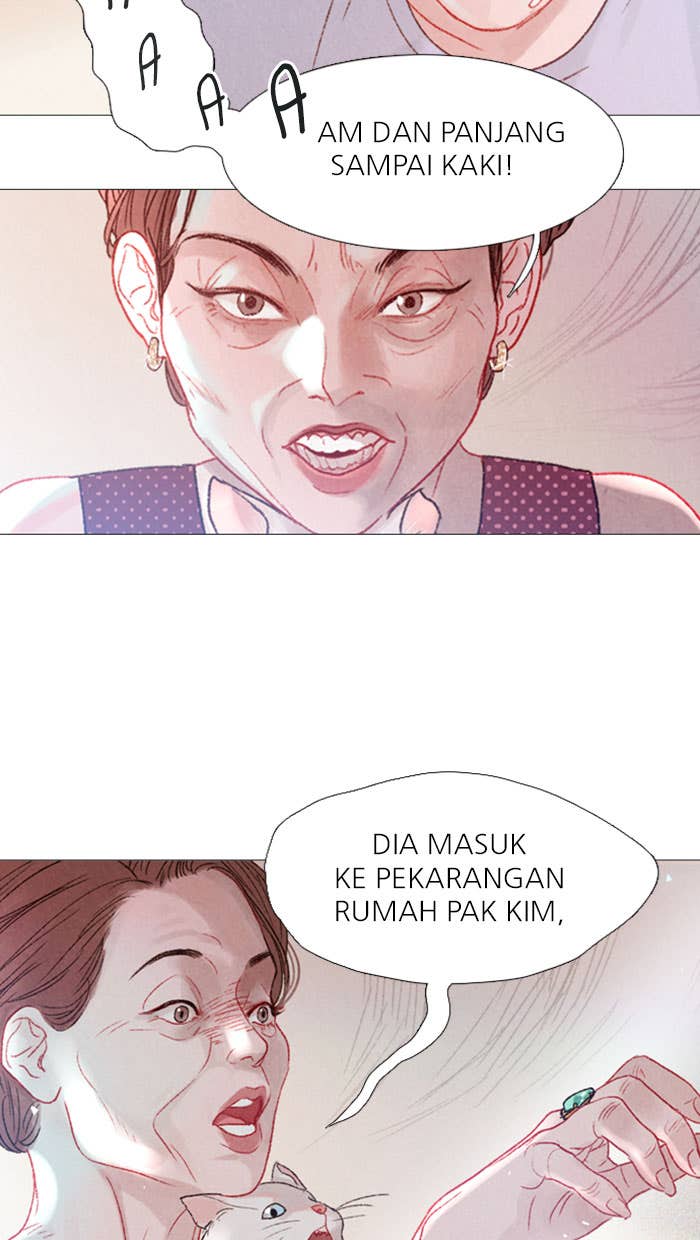 A
A
A
A
AM DAN PANJANG
SAMPAI KAKI!
DIA MASUK
KE PEKARANGAN
RUMAH PAK KIM,